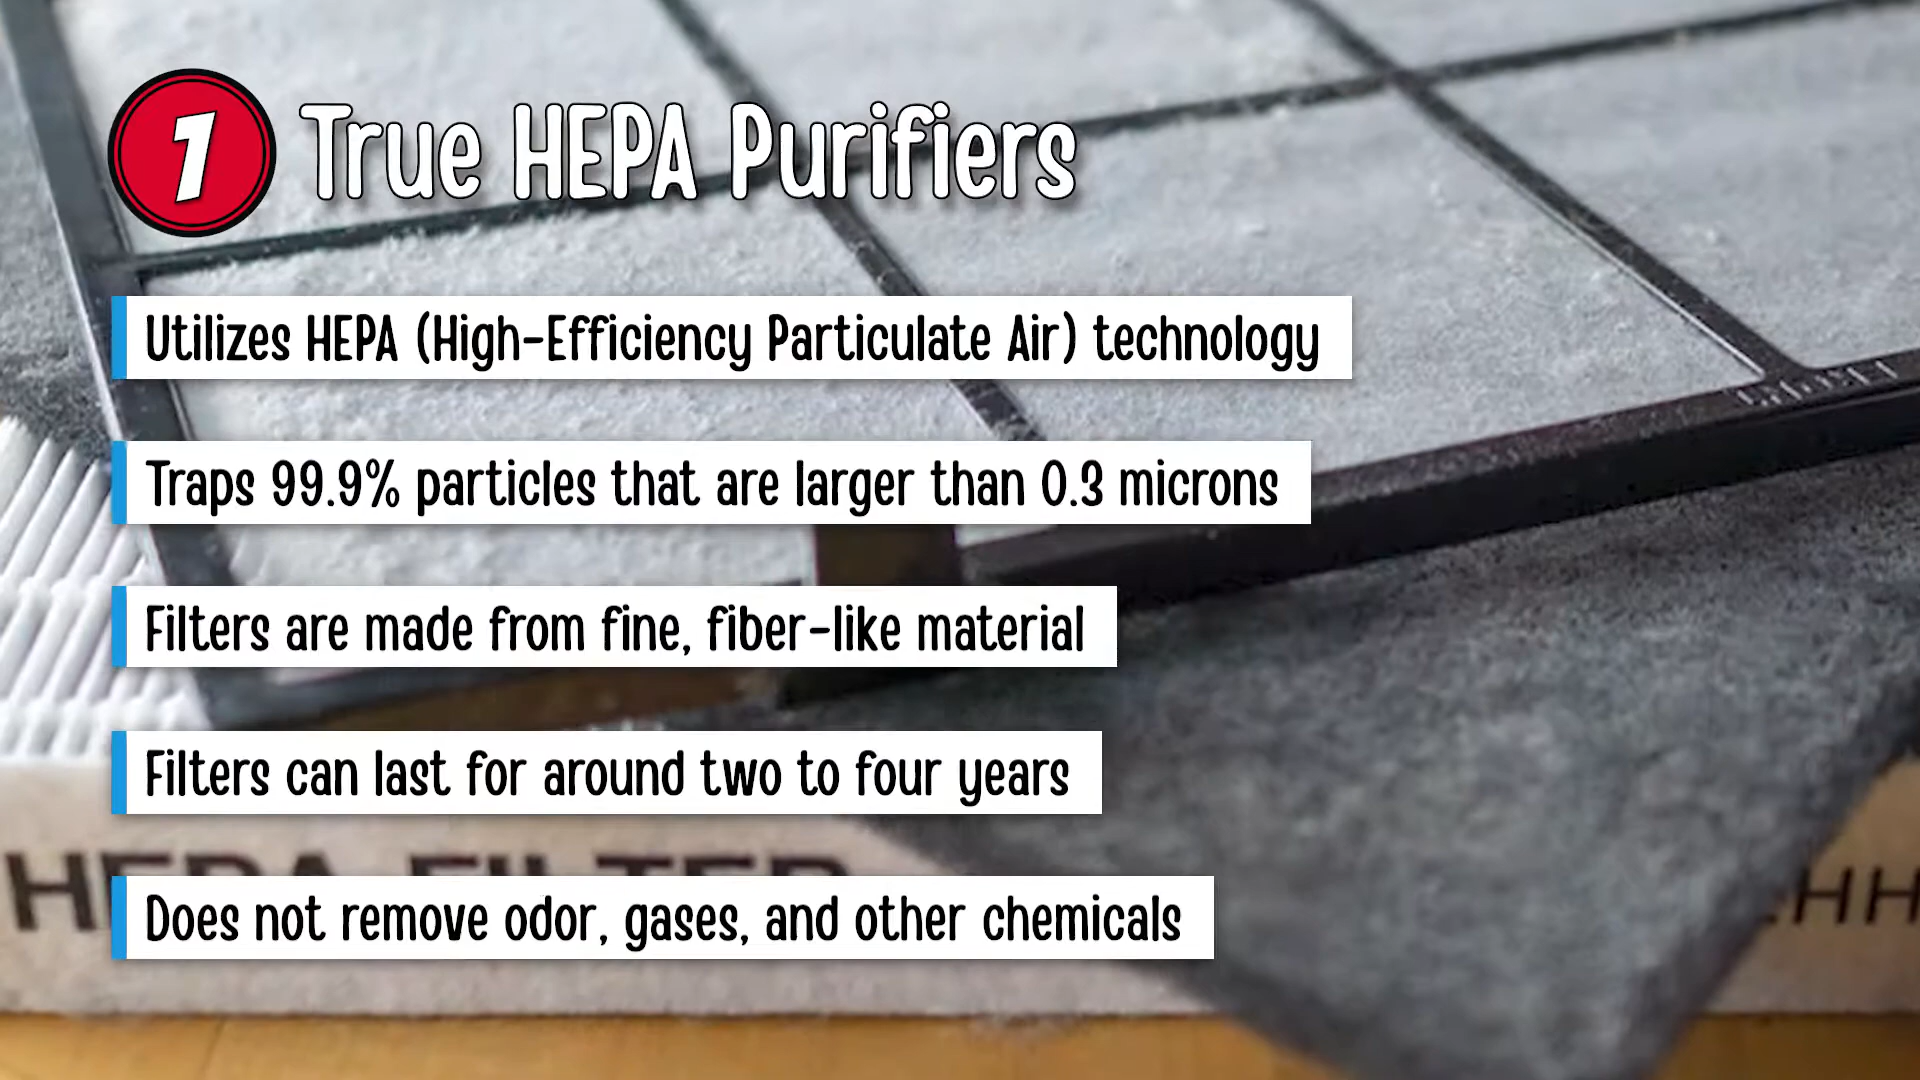 1 True HEPA Purifiers
Utilizes HEPA (High-Efficiency Particulate Air) technology
Traps 99.9% particles that are larger than 0.3 microns
Filters are made from fine, fiber-like material
Filters can last for around two to four years
HEPA FILTER
Does not remove odor, gases, and other chemicals